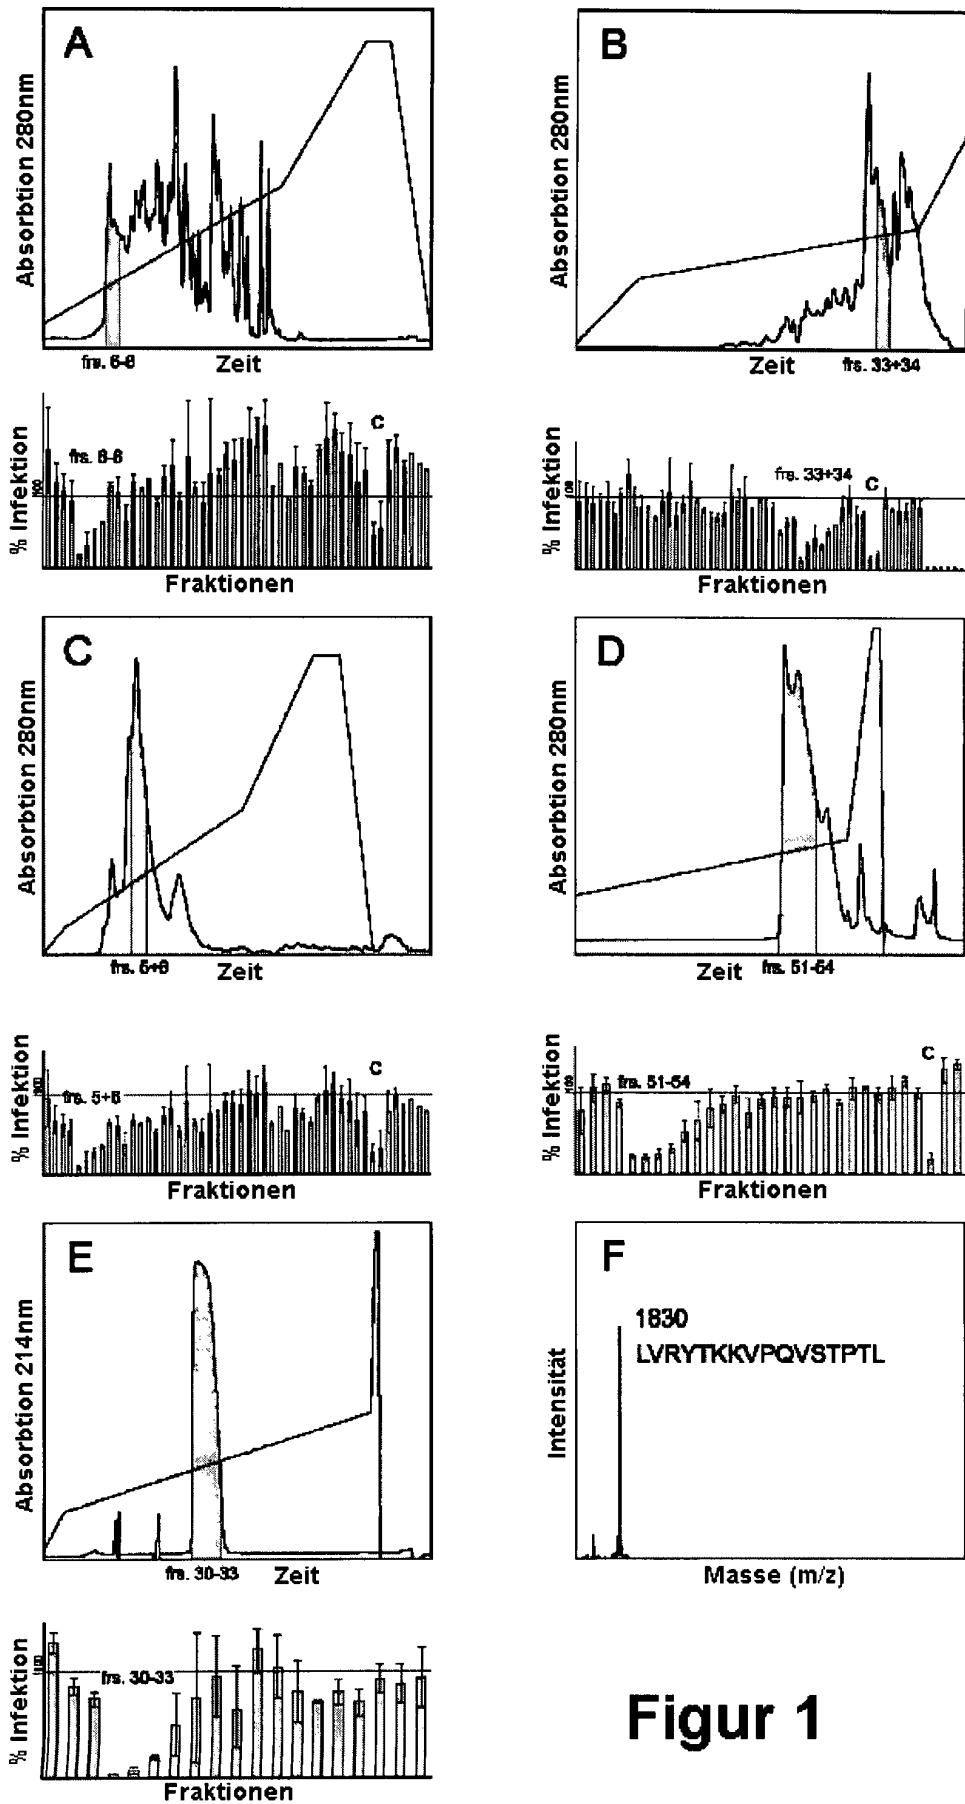 A
Absorbtion 280nm
frs. 6-8
Zeit
% Infektion
100
frs. 6-8
C
Fraktionen
B
Absorbtion 280nm
Zeit
frs. 33+34
% Infektion
100
frs. 33+34
C
Fraktionen
C
Absorbtion 280nm
frs. 5+6
Zeit
% Infektion
100
frs. 5+6
C
Fraktionen
D
Absorbtion 280nm
Zeit
frs. 51-54
% Infektion
100
frs. 51-54
C
Fraktionen
E
Absorbtion 214nm
frs. 30-33
Zeit
% Infektion
100
frs. 30-33
Fraktionen
F
Intensität
1830
LVRYTKKVPQVSTPTL
Masse (m/z)
Figur 1